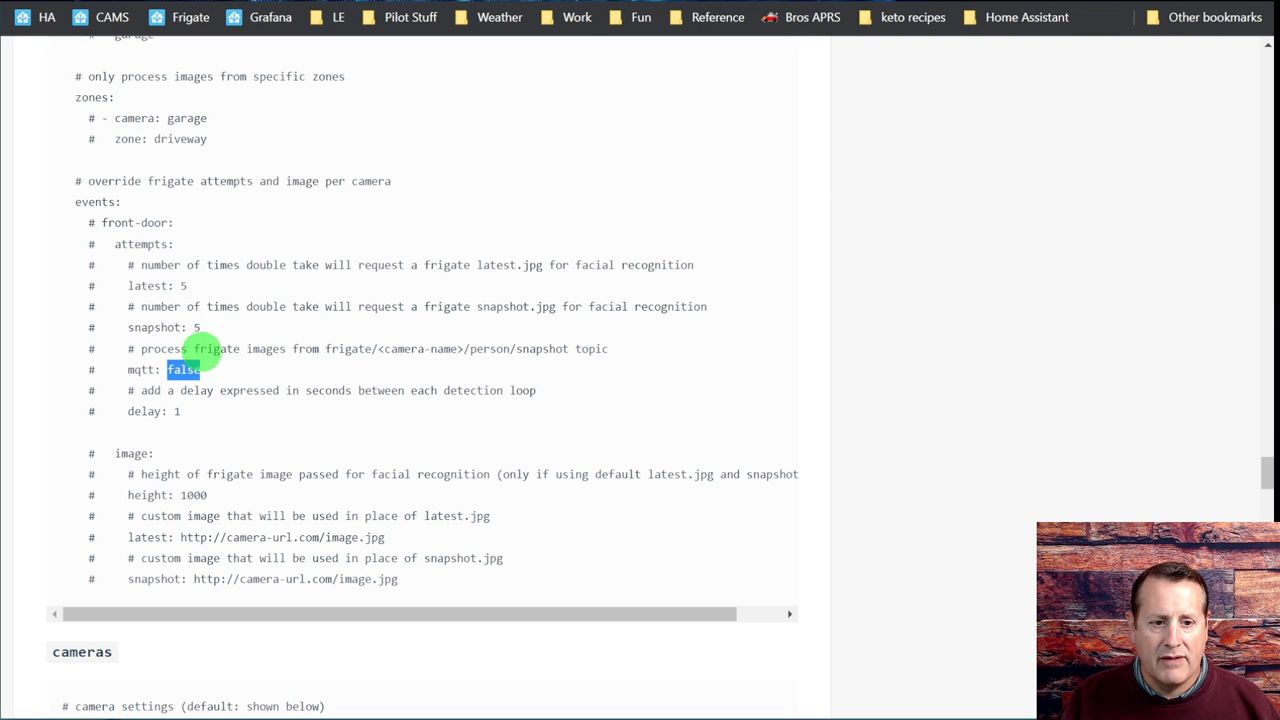 HA CAMS Frigate Grafana LE Pilot Stuff Weather Work Fun Reference Bros APRS keto recipes Home Assistant Other bookmarks
# garage
# only process images from specific zones
zones:
# - camera: garage
# zone: driveway
# override frigate attempts and image per camera
events:
# front-door:
# attempts:
# # number of times double take will request a frigate latest.jpg for facial recognition
# latest: 5
# # number of times double take will request a frigate snapshot.jpg for facial recognition
# snapshot: 5
# # process frigate images from frigate/<camera-name>/person/snapshot topic
# mqtt: false
# # add a delay expressed in seconds between each detection loop
# delay: 1
# image:
# # height of frigate image passed for facial recognition (only if using default latest.jpg and snapshot
# height: 1000
# # custom image that will be used in place of latest.jpg
# latest: http://camera-url.com/image.jpg
# # custom image that will be used in place of snapshot.jpg
# snapshot: http://camera-url.com/image.jpg
cameras
# camera settings (default: shown below)